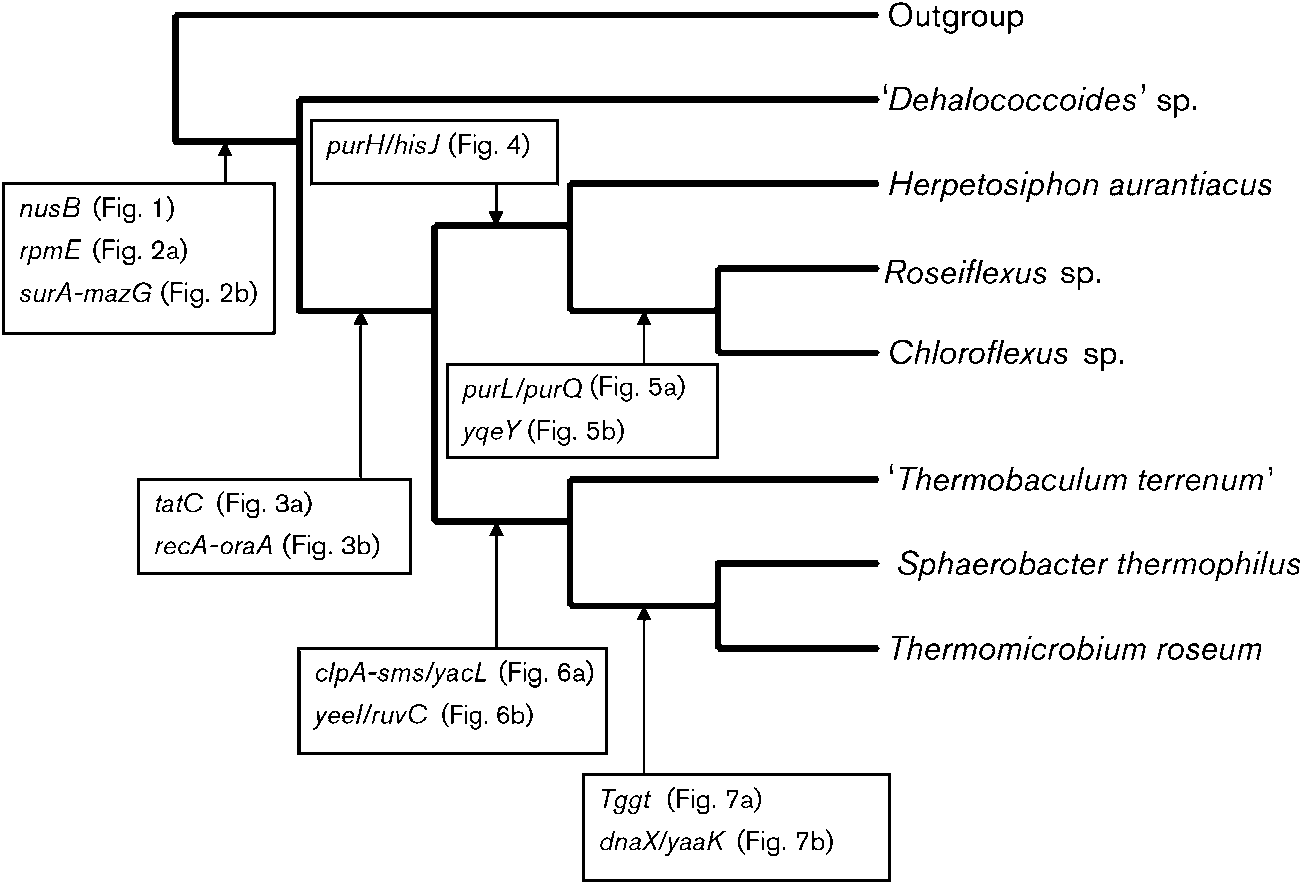 Outgroup
'Dehalococcoides' sp.
purH/hisJ (Fig. 4)
Herpetosiphon aurantiacus
nusB (Fig. 1)
rpmE (Fig. 2a)
surA-mazG (Fig. 2b)
Roseiflexus sp.
Chloroflexus sp.
purL/purQ (Fig. 5a)
yqeY (Fig. 5b)
'Thermobaculum terrenum'
tatC (Fig. 3a)
recA-oraA (Fig. 3b)
Sphaerobacter thermophilus
Thermomicrobium roseum
clpA-sms/yacL (Fig. 6a)
yeeI/ruvC (Fig. 6b)
Tggt (Fig. 7a)
dnaX/yaaK (Fig. 7b)